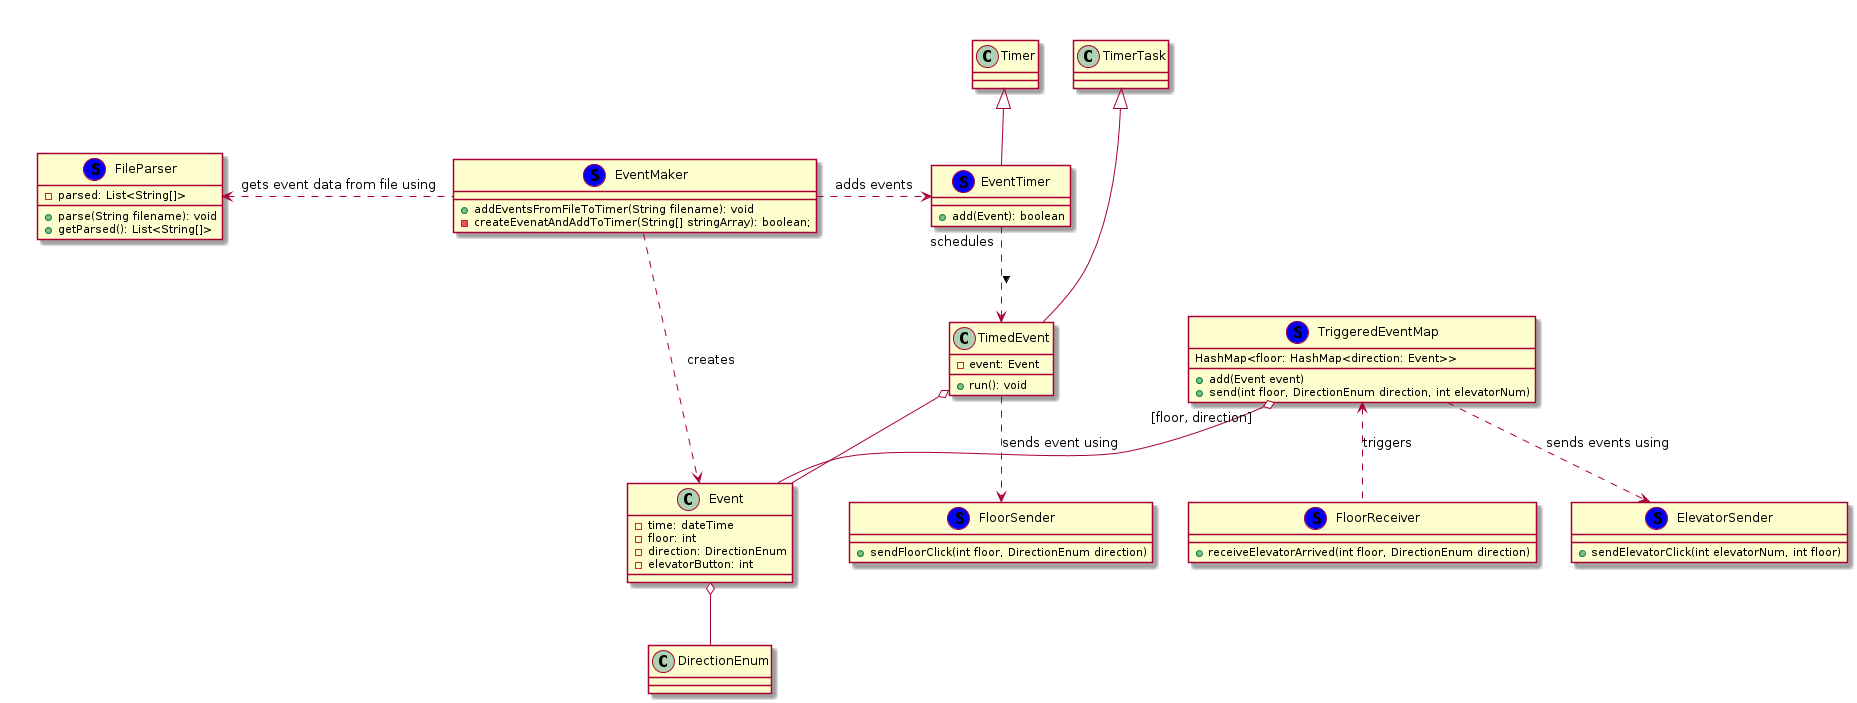 C Timer
C TimerTask
S FileParser
parsed: List<String[]>
parse(String filename): void
getParsed(): List<String[]>
gets event data from file using
S EventMaker
addEventsFromFileToTimer(String filename): void
createEvenatAndAddToTimer(String[] stringArray): boolean;
adds events
S EventTimer
add(Event): boolean
schedules
creates
C TimedEvent
event: Event
run(): void
S TriggeredEventMap
HashMap<floor: HashMap<direction: Event>>
add(Event event)
send(int floor, DirectionEnum direction, int elevatorNum)
[floor, direction]
sends event using
triggers
sends events using
C Event
time: dateTime
floor: int
direction: DirectionEnum
elevatorButton: int
S FloorSender
sendFloorClick(int floor, DirectionEnum direction)
S FloorReceiver
receiveElevatorArrived(int floor, DirectionEnum direction)
S ElevatorSender
sendElevatorClick(int elevatorNum, int floor)
C DirectionEnum